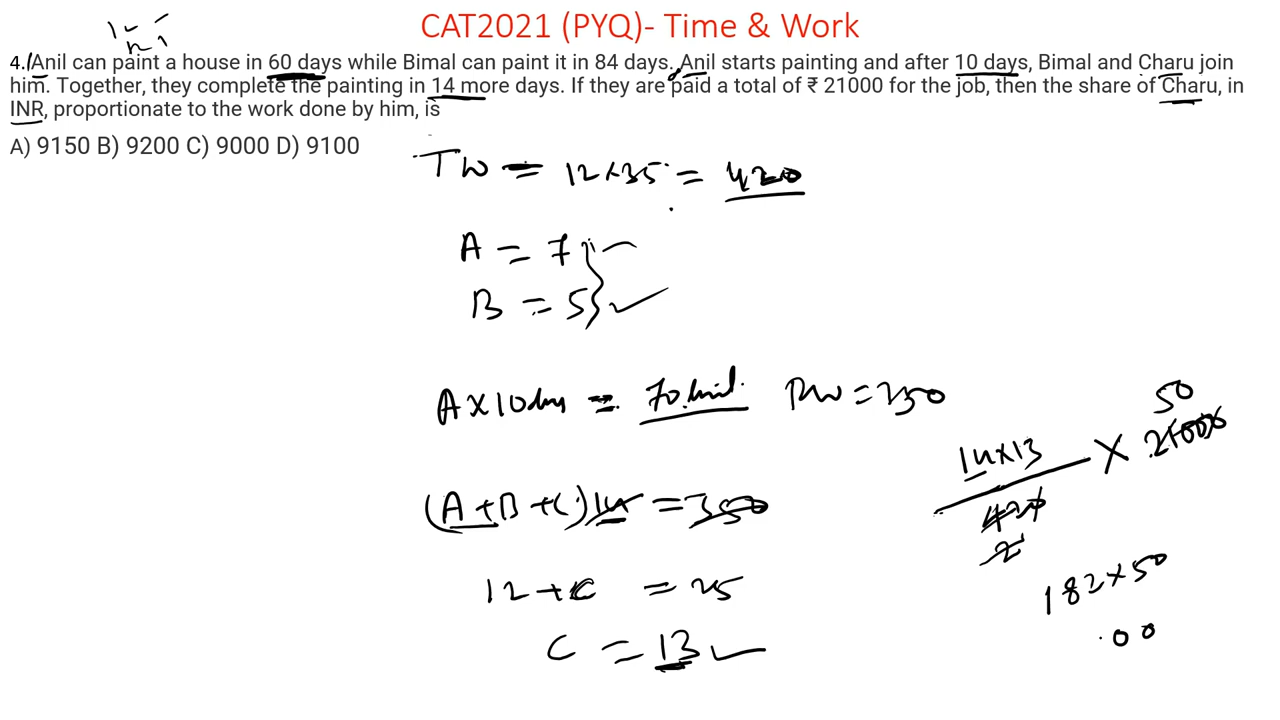 CAT2021 (PYQ)- Time & Work
4. Anil can paint a house in 60 days while Bimal can paint it in 84 days. Anil starts painting and after 10 days, Bimal and Charu join
him. Together, they complete the painting in 14 more days. If they are paid a total of ₹ 21000 for the job, then the share of Charu, in
INR, proportionate to the work done by him, is
A) 9150 B) 9200 C) 9000 D) 9100
TW = 12×35 = 420
A = 7
B = 5
A×10day = 70 unit. RW = 350
50
14×13 × 21000
420
2
(A+B+C)14 = 350
12+C = 25
182×50
00
C = 13